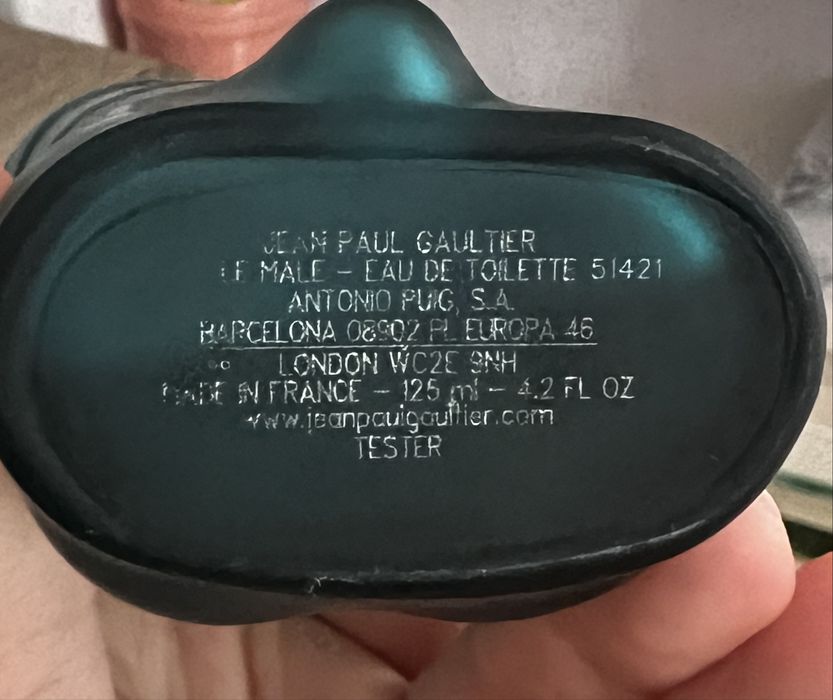 JEAN PAUL GAULTIER
LE MALE – EAU DE TOILETTE 51421
ANTONIO PUIG, S.A.
BARCELONA 08902 PL EUROPA 46
LONDON WC2E 9NH
MADE IN FRANCE – 125 ml – 4.2 FL OZ
www.jeanpaulgaultier.com
TESTER